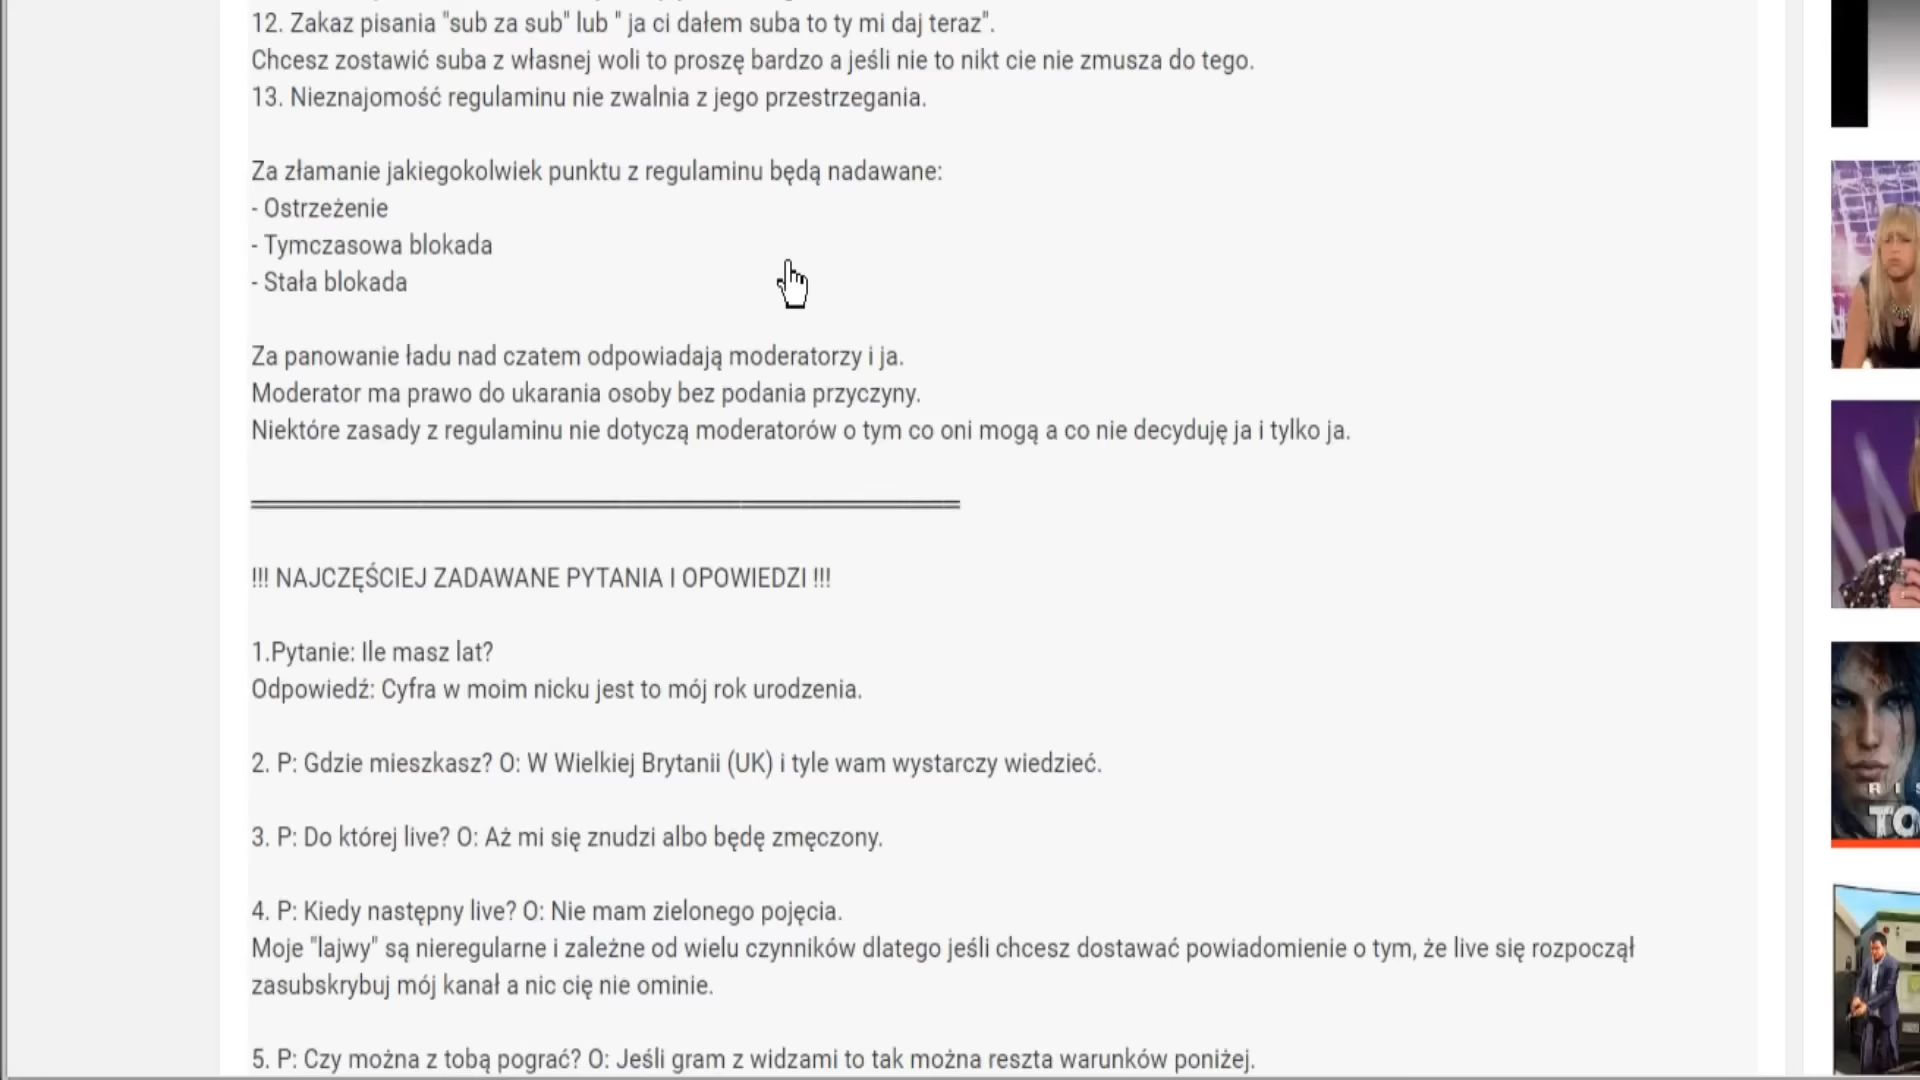 12. Zakaz pisania "sub za sub" lub " ja ci dałem suba to ty mi daj teraz".
Chcesz zostawić suba z własnej woli to proszę bardzo a jeśli nie to nikt cie nie zmusza do tego.
13. Nieznajomość regulaminu nie zwalnia z jego przestrzegania.
Za złamanie jakiegokolwiek punktu z regulaminu będą nadawane:
- Ostrzeżenie
- Tymczasowa blokada
- Stała blokada
Za panowanie ładu nad czatem odpowiadają moderatorzy i ja.
Moderator ma prawo do ukarania osoby bez podania przyczyny.
Niektóre zasady z regulaminu nie dotyczą moderatorów o tym co oni mogą a co nie decyduję ja i tylko ja.
!!! NAJCZĘŚCIEJ ZADAWANE PYTANIA I OPOWIEDZI !!!
1.Pytanie: Ile masz lat?
Odpowiedź: Cyfra w moim nicku jest to mój rok urodzenia.
2. P: Gdzie mieszkasz? O: W Wielkiej Brytanii (UK) i tyle wam wystarczy wiedzieć.
3. P: Do której live? O: Aż mi się znudzi albo będę zmęczony.
4. P: Kiedy następny live? O: Nie mam zielonego pojęcia.
Moje "lajwy" są nieregularne i zależne od wielu czynników dlatego jeśli chcesz dostawać powiadomienie o tym, że live się rozpoczął
zasubskrybuj mój kanał a nic cię nie ominie.
5. P: Czy można z tobą pograć? O: Jeśli gram z widzami to tak można reszta warunków poniżej.